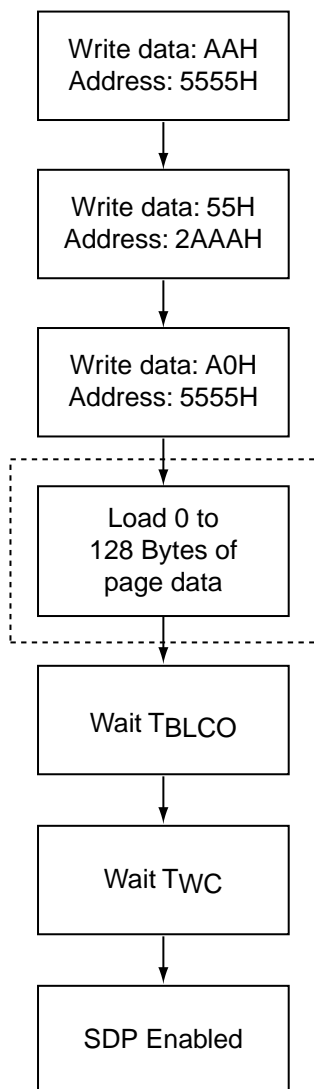 Write data: AAH
Address: 5555H
Write data: 55H
Address: 2AAAH
Write data: A0H
Address: 5555H
Load 0 to
128 Bytes of
page data
Wait TBLCO
Wait TWC
SDP Enabled